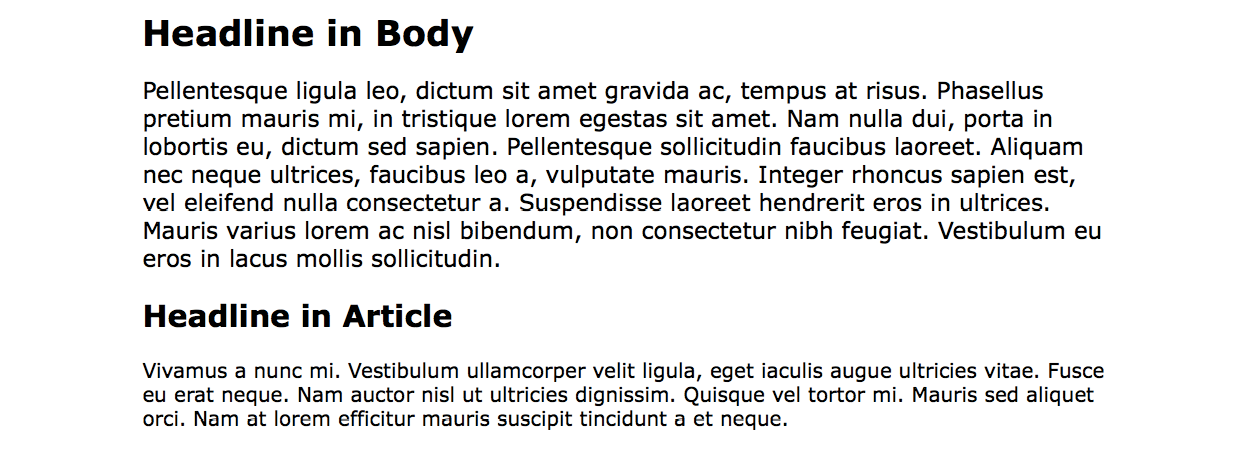 Headline in Body
Pellentesque ligula leo, dictum sit amet gravida ac, tempus at risus. Phasellus
pretium mauris mi, in tristique lorem egestas sit amet. Nam nulla dui, porta in
lobortis eu, dictum sed sapien. Pellentesque sollicitudin faucibus laoreet. Aliquam
nec neque ultrices, faucibus leo a, vulputate mauris. Integer rhoncus sapien est,
vel eleifend nulla consectetur a. Suspendisse laoreet hendrerit eros in ultrices.
Mauris varius lorem ac nisl bibendum, non consectetur nibh feugiat. Vestibulum eu
eros in lacus mollis sollicitudin.
Headline in Article
Vivamus a nunc mi. Vestibulum ullamcorper velit ligula, eget iaculis augue ultricies vitae. Fusce
eu erat neque. Nam auctor nisl ut ultricies dignissim. Quisque vel tortor mi. Mauris sed aliquet
orci. Nam at lorem efficitur mauris suscipit tincidunt a et neque.